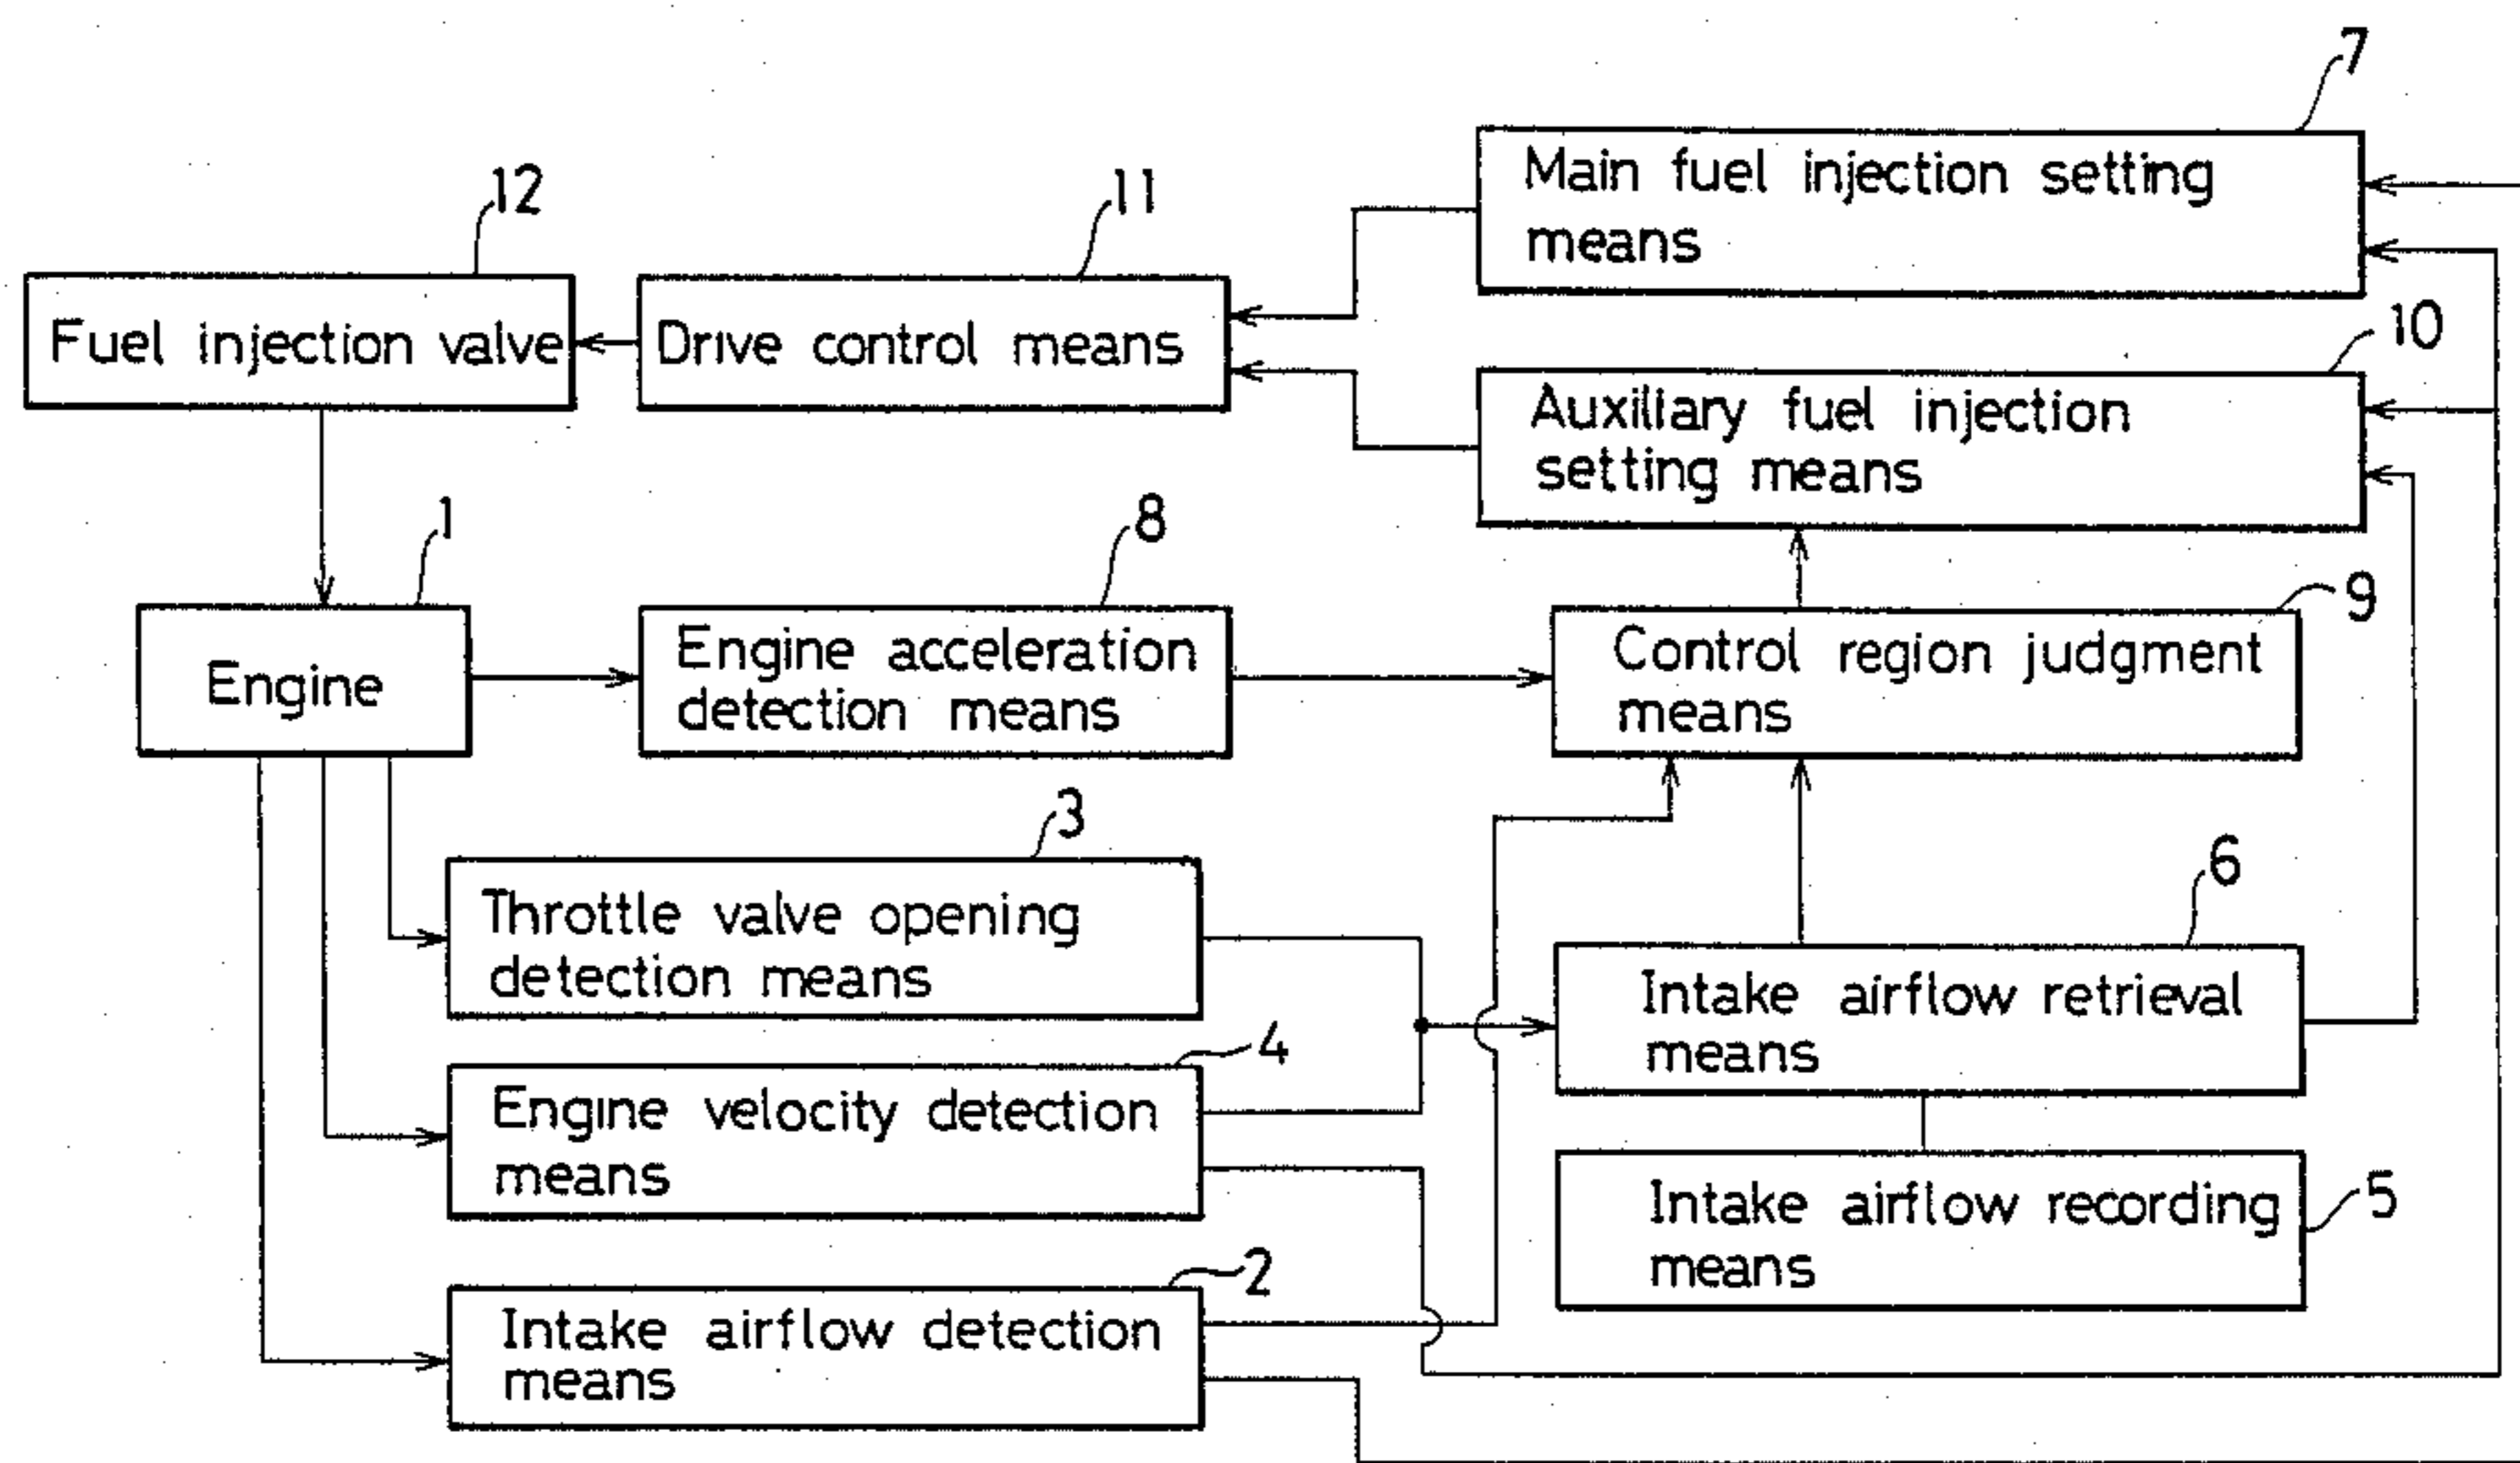 7
Main fuel injection setting
means
12
11
Fuel injection valve
Drive control means
10
Auxiliary fuel injection
setting means
1
Engine
8
Engine acceleration
detection means
9
Control region judgment
means
3
Throttle valve opening
detection means
6
Intake airflow retrieval
means
4
Engine velocity detection
means
5
Intake airflow recording
means
2
Intake airflow detection
means